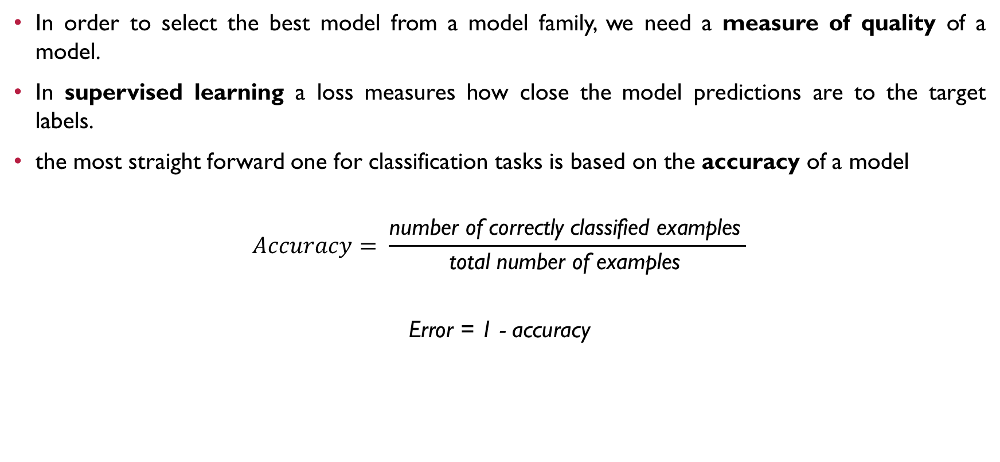 • In order to select the best model from a model family, we need a measure of quality of a
model.
• In supervised learning a loss measures how close the model predictions are to the target
labels.
• the most straight forward one for classification tasks is based on the accuracy of a model
Accuracy = number of correctly classified examples
total number of examples
Error = 1 - accuracy